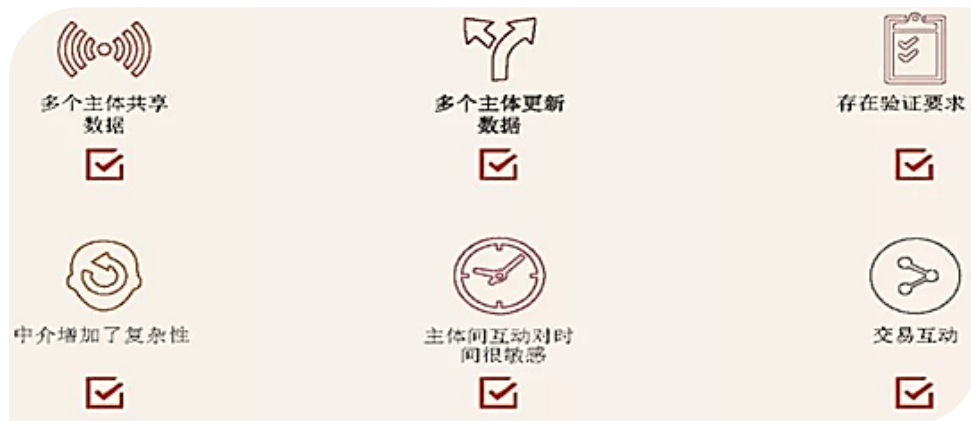 多个主体共享
数据
多个主体更新
数据
存在验证要求
中介增加了复杂性
主体间互动对时
间很敏感
交易互动